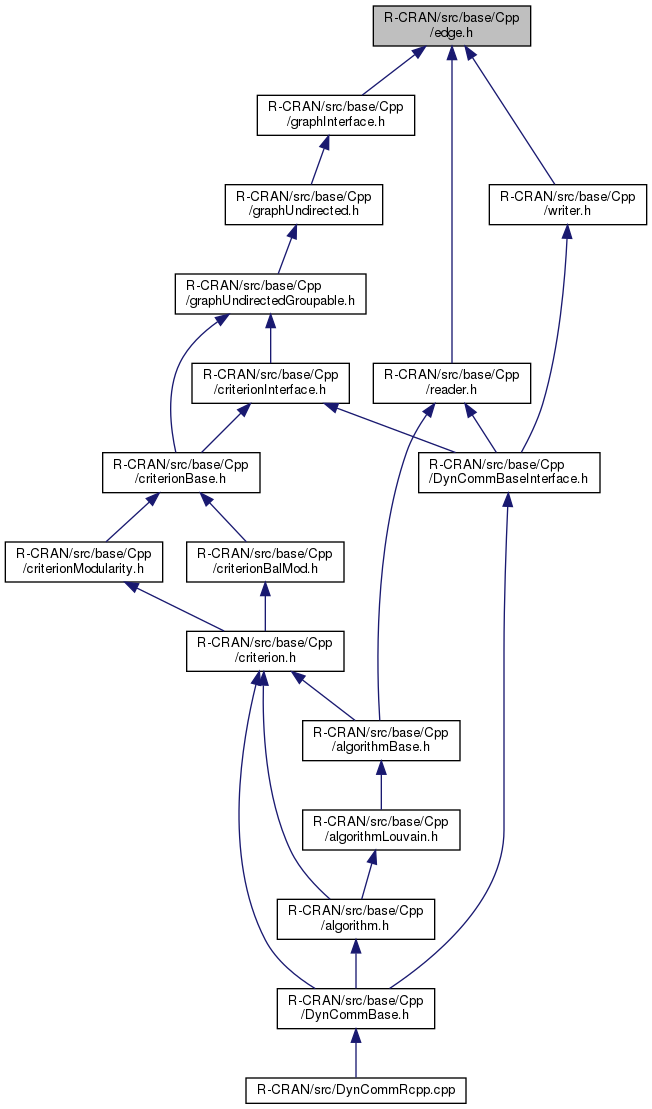 R-CRAN/src/base/Cpp
/edge.h
R-CRAN/src/base/Cpp
/graphInterface.h
R-CRAN/src/base/Cpp
/graphUndirected.h
R-CRAN/src/base/Cpp
/writer.h
R-CRAN/src/base/Cpp
/graphUndirectedGroupable.h
R-CRAN/src/base/Cpp
/criterionInterface.h
R-CRAN/src/base/Cpp
/reader.h
R-CRAN/src/base/Cpp
/criterionBase.h
R-CRAN/src/base/Cpp
/DynCommBaseInterface.h
R-CRAN/src/base/Cpp
/criterionModularity.h
R-CRAN/src/base/Cpp
/criterionBalMod.h
R-CRAN/src/base/Cpp
/criterion.h
R-CRAN/src/base/Cpp
/algorithmBase.h
R-CRAN/src/base/Cpp
/algorithmLouvain.h
R-CRAN/src/base/Cpp
/algorithm.h
R-CRAN/src/base/Cpp
/DynCommBase.h
R-CRAN/src/DynCommRcpp.cpp